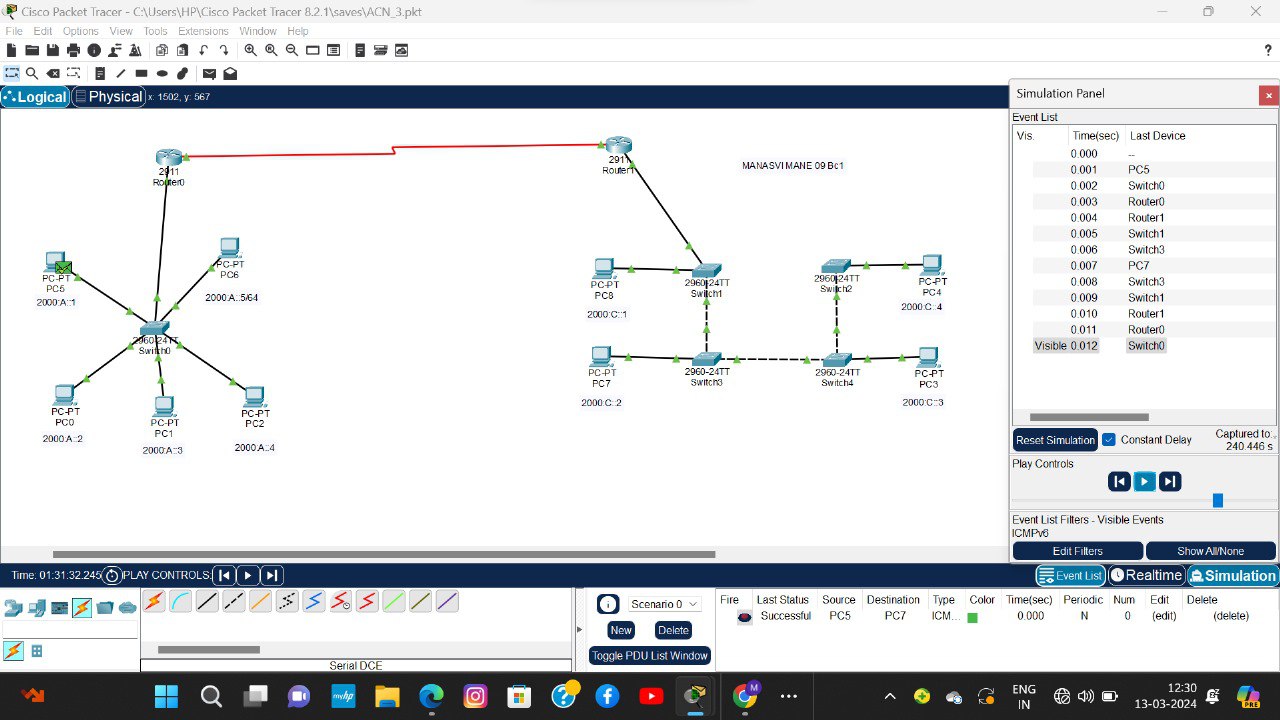 Cisco Packet Tracer - C:\Users\HP\Cisco Packet Tracer 8.2.1\saves\ACN_3.pkt
File Edit Options View Tools Extensions Window Help
Logical Physical x: 1502, y: 567
2911
Router0
2911
Router1
MANASVI MANE 09 Bc1
PC-PT
PC5
2000:A::1
PC-PT
PC6
2000:A::5/64
2960-24TT
Switch0
PC-PT
PC0
2000:A::2
PC-PT
PC1
2000:A::3
PC-PT
PC2
2000:A::4
PC-PT
PC8
2000:C::1
2960-24TT
Switch1
2960-24TT
Switch2
PC-PT
PC4
2000:C::4
PC-PT
PC7
2000:C::2
2960-24TT
Switch3
2960-24TT
Switch4
PC-PT
PC3
2000:C::3
Simulation Panel
Event List
Vis. Time(sec) Last Device
0.000 --
0.001 PC5
0.002 Switch0
0.003 Router0
0.004 Router1
0.005 Switch1
0.006 Switch3
0.007 PC7
0.008 Switch3
0.009 Switch1
0.010 Router1
0.011 Router0
Visible 0.012 Switch0
Reset Simulation Constant Delay Captured to:
240.446 s
Play Controls
Event List Filters - Visible Events
ICMPv6
Edit Filters Show All/None
Time: 01:31:32.245 PLAY CONTROLS: Event List Realtime Simulation
Scenario 0
New Delete
Toggle PDU List Window
Serial DCE
Fire Last Status Source Destination Type Color Time(sec) Periodic Num Edit Delete
Successful PC5 PC7 ICM... 0.000 N 0 (edit) (delete)
myhp
M
ENG
IN
12:30
13-03-2024
PRE